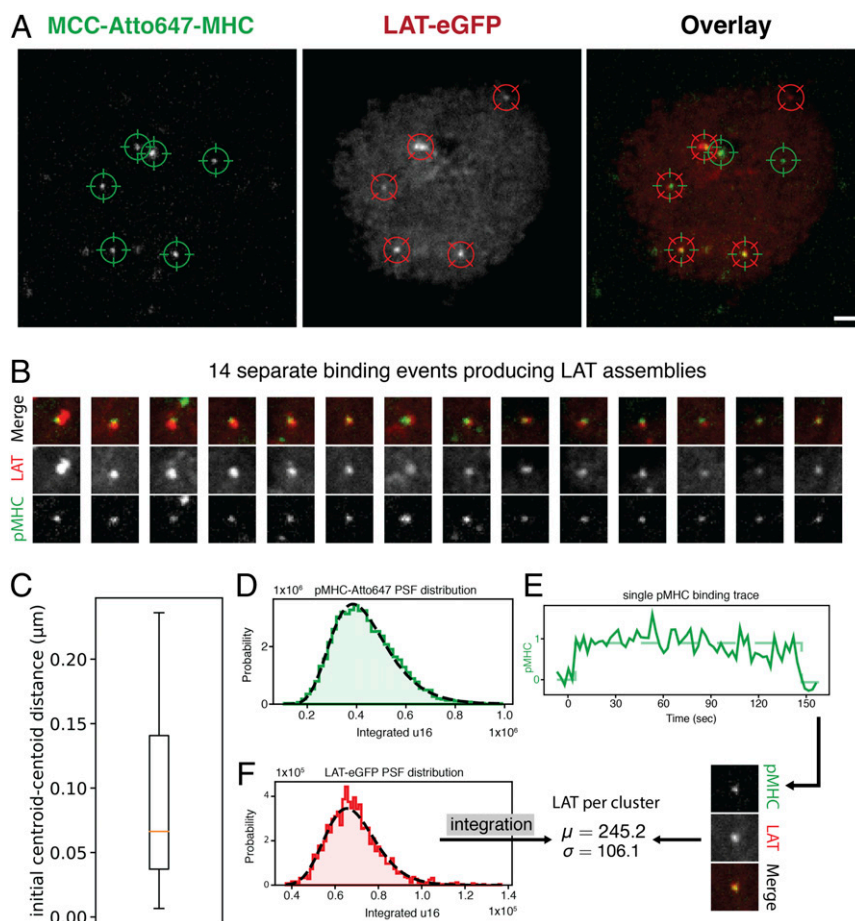 A
MCC-Atto647-MHC
LAT-eGFP
Overlay
B
14 separate binding events producing LAT assemblies
Merge
LAT
pMHC
C
initial centroid-centoid distance (μm)
0.20
0.15
0.10
0.05
0.00
D
1x10⁶
pMHC-Atto647 PSF distribution
Probability
2
0
0.2
0.4
0.6
0.8
1.0
Integrated u16
1x10⁶
E
single pMHC binding trace
pMHC
1
0
0
30
60
90
120
150
Time (sec)
F
1x10⁵
LAT-eGFP PSF distribution
Probability
4
2
0
0.4
0.6
0.8
1.0
1.2
1.4
Integrated u16
1x10⁵
integration
LAT per cluster
μ = 245.2
σ = 106.1
pMHC
LAT
Merge